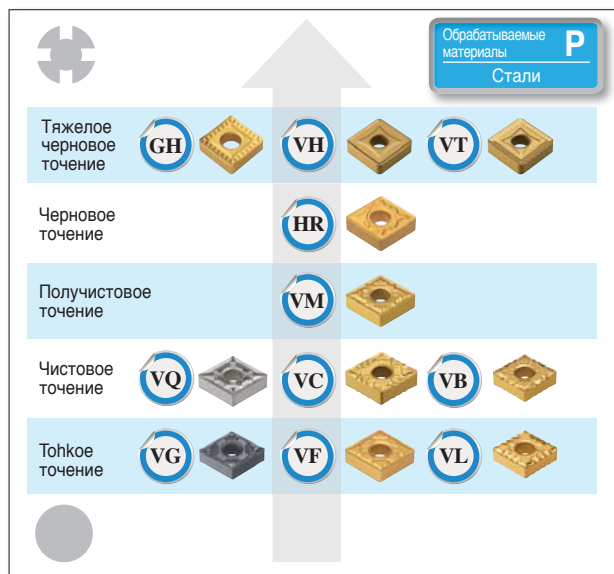 Обрабатываемые
материалы
P
Стали
Тяжелое
черновое
точение
GH
VH
VT
Черновое
точение
HR
Получистовое
точение
VM
Чистовое
точение
VQ
VC
VB
Tohkoe
точение
VG
VF
VL